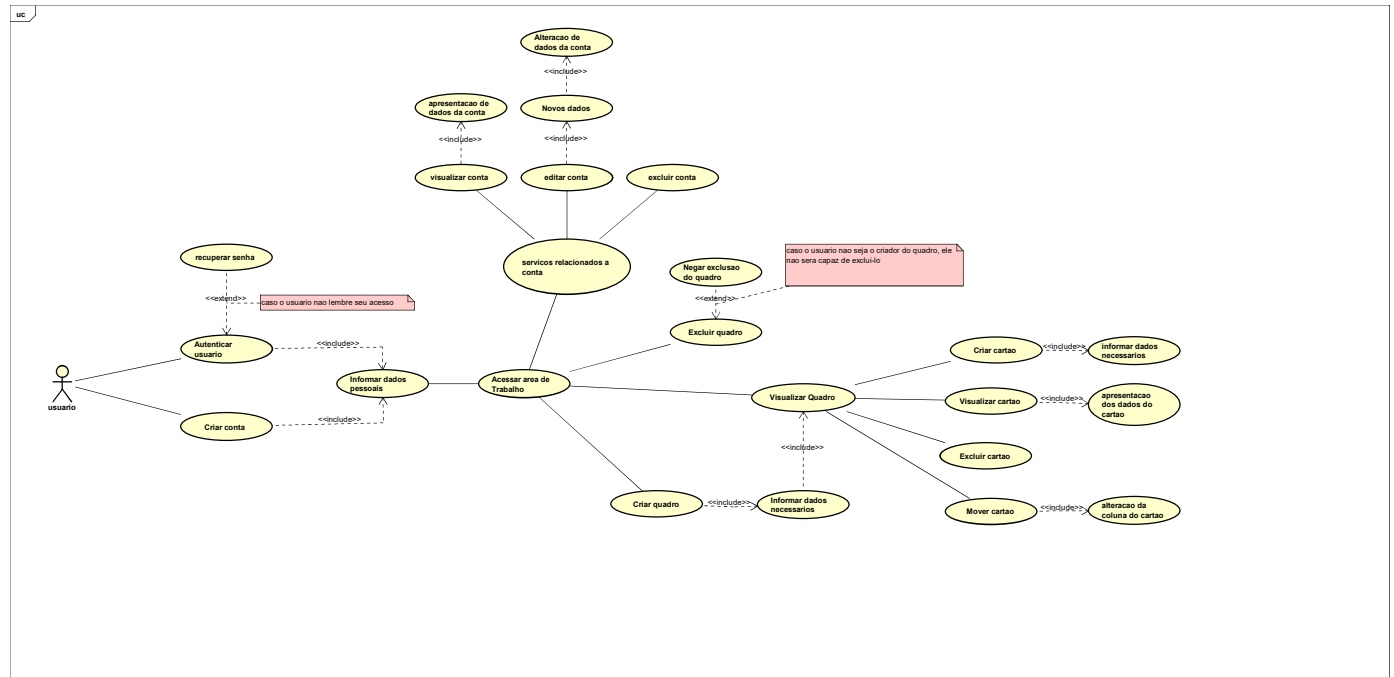 uc
Alteracao de
dados da conta
<<include>>
apresentacao de
dados da conta
Novos dados
<<include>>
<<include>>
visualizar conta
editar conta
excluir conta
servicos relacionados a
conta
recuperar senha
<<extend>>
caso o usuario nao lembre seu acesso
Negar exclusao
do quadro
caso o usuario nao seja o criador do quadro, ele
nao sera capaz de exclui-lo
<<extend>>
Excluir quadro
Autenticar
usuario
<<include>>
usuario
Informar dados
pessoais
Acessar area de
Trabalho
Criar conta
<<include>>
Visualizar Quadro
Criar cartao
<<include>>
informar dados
necessarios
Visualizar cartao
<<include>>
apresentacao
dos dados do
cartao
<<include>>
Excluir cartao
Criar quadro
<<include>>
Informar dados
necessarios
Mover cartao
<<include>>
alteracao da
coluna do cartao